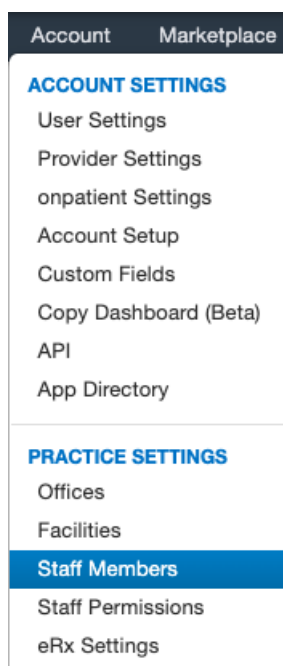 Account Marketplace
ACCOUNT SETTINGS
User Settings
Provider Settings
onpatient Settings
Account Setup
Custom Fields
Copy Dashboard (Beta)
API
App Directory
PRACTICE SETTINGS
Offices
Facilities
Staff Members
Staff Permissions
eRx Settings